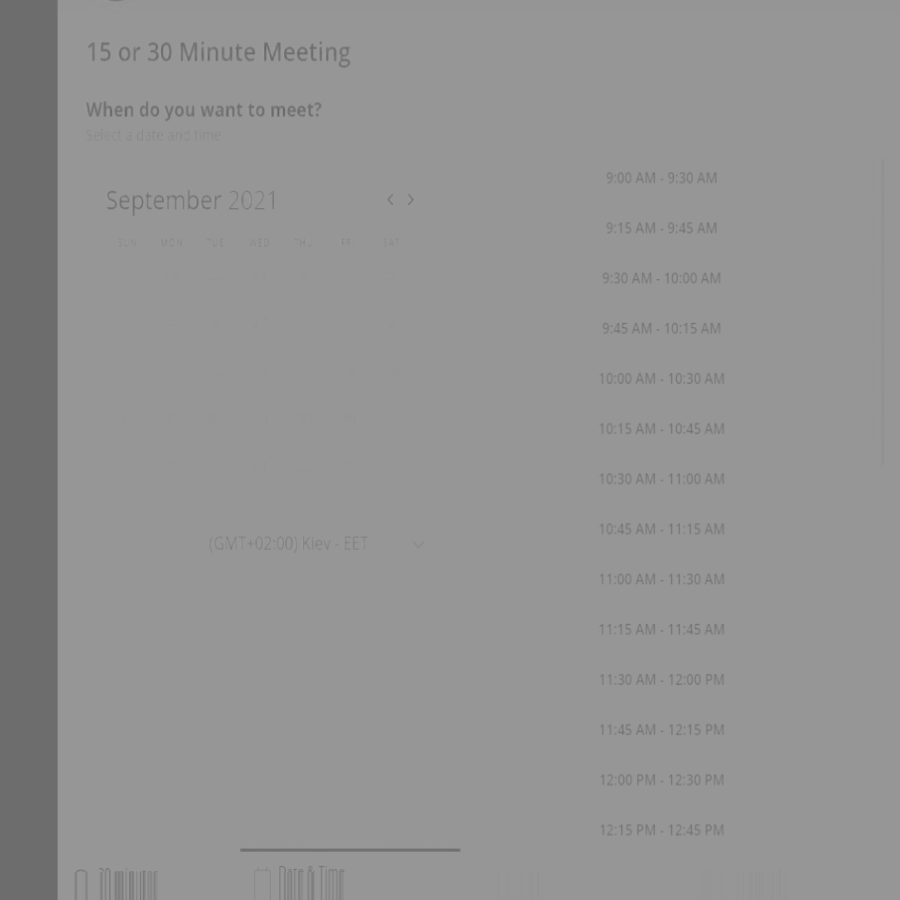 15 or 30 Minute Meeting
When do you want to meet?
Select a date and time
September 2021
SUN MON TUE WED THU FRI SAT
(GMT+02:00) Kiev - EET
9:00 AM - 9:30 AM
9:15 AM - 9:45 AM
9:30 AM - 10:00 AM
9:45 AM - 10:15 AM
10:00 AM - 10:30 AM
10:15 AM - 10:45 AM
10:30 AM - 11:00 AM
10:45 AM - 11:15 AM
11:00 AM - 11:30 AM
11:15 AM - 11:45 AM
11:30 AM - 12:00 PM
11:45 AM - 12:15 PM
12:00 PM - 12:30 PM
12:15 PM - 12:45 PM
Date & Time